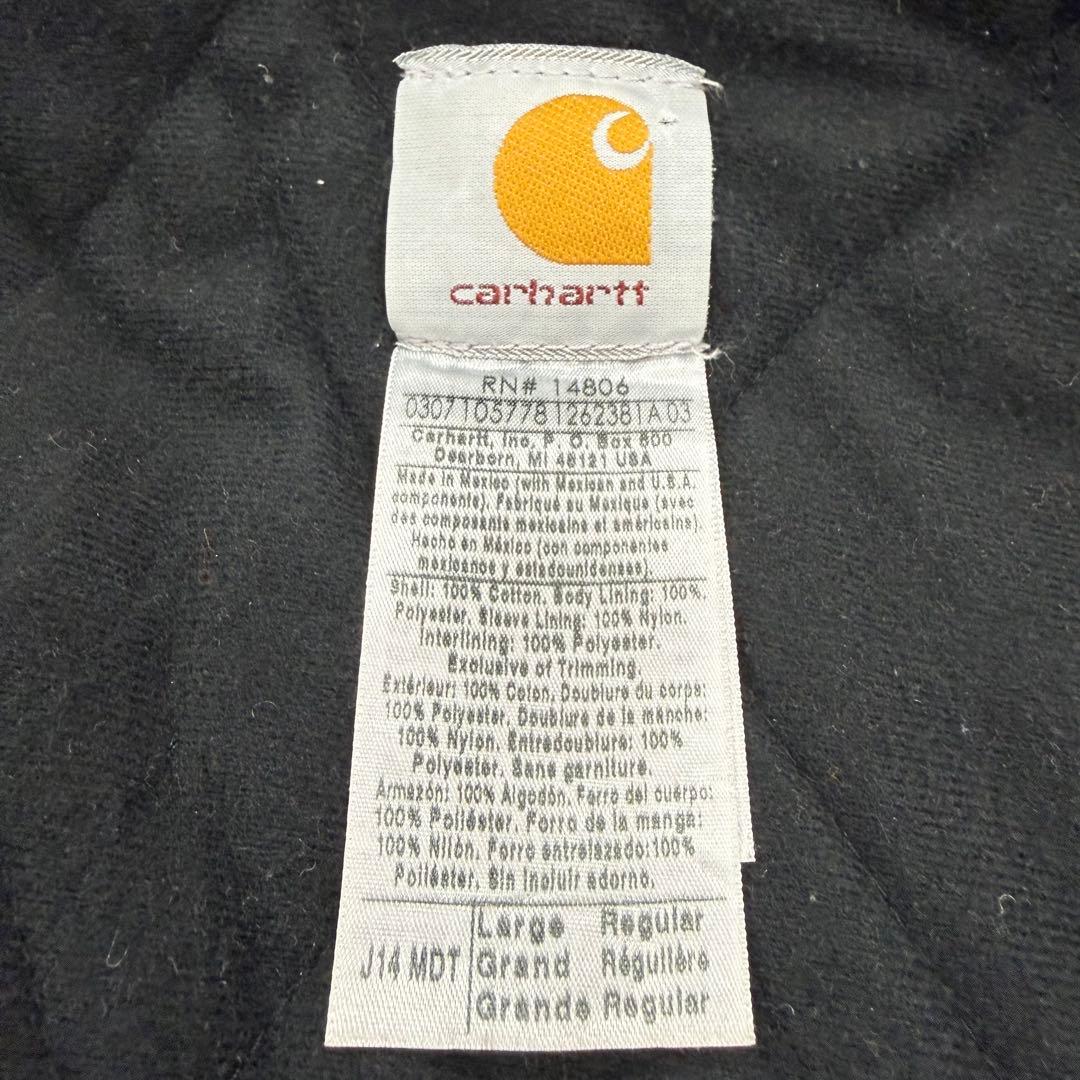 carhartt
RN# 14806
03071057781262381A 03
Carhartt, Inc. P. O. Box 600
Dearborn, MI 48121 USA
Made in Mexico (with Mexican and U.S.A.
components). Fabriqué au Mexique (avec
des composants mexicains et américains).
Hecho en México (con componentes
mexicanos y estadounidenses).
Shell: 100% Cotton, Body Lining: 100%.
Polyester, Sleeve Lining: 100% Nylon.
Interlining: 100% Polyester.
Exclusive of Trimming.
Extérieur: 100% Coton, Doublure du corps:
100% Polyester, Doublure de la manche:
100% Nylon, Entredoublure: 100%
Polyester, Sans garniture.
Armazón: 100% Algodón, Forro del cuerpo:
100% Poliéster, Forro de la manga:
100% Nilón, Forro entrelazado:100%
Poliéster, Sin incluir adorno.
J14 MDT
Large Regular
Grand Régulière
Grande Regular